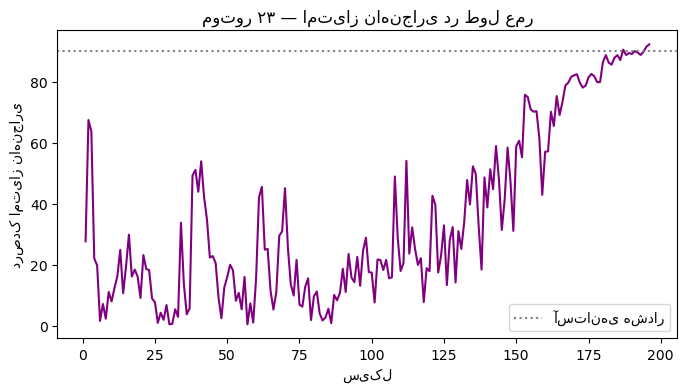 موتور ۲۳ — امتیاز ناهنجاری در طول عمر
درصدک امتیاز ناهنجاری
80
60
40
20
0
0 25 50 75 100 125 150 175 200
سیکل
آستانه‌ی هشدار